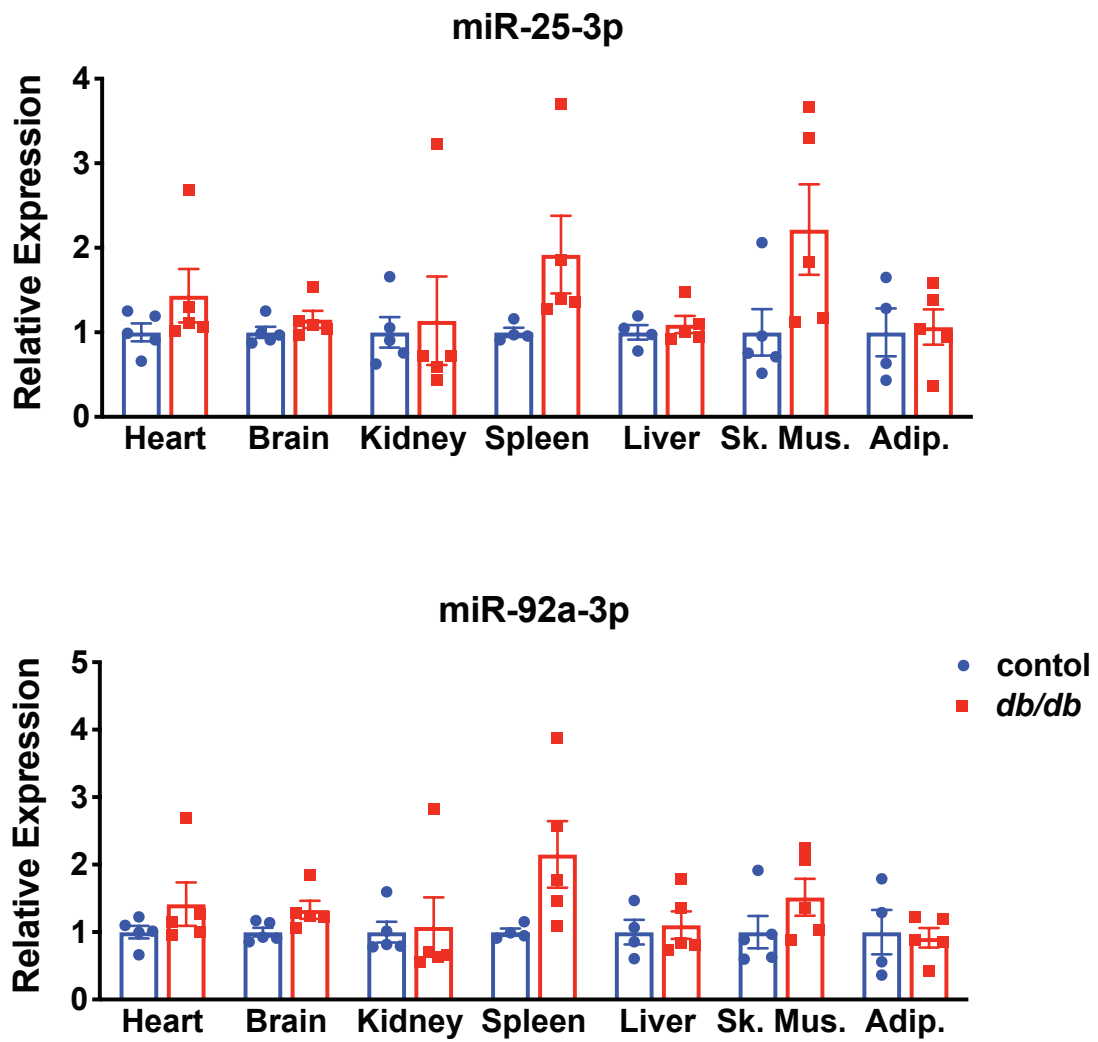 miR-25-3p
Relative Expression
4
3
2
1
0
Heart Brain Kidney Spleen Liver Sk. Mus. Adip.
miR-92a-3p
Relative Expression
5
4
3
2
1
0
contol
db/db
Heart Brain Kidney Spleen Liver Sk. Mus. Adip.